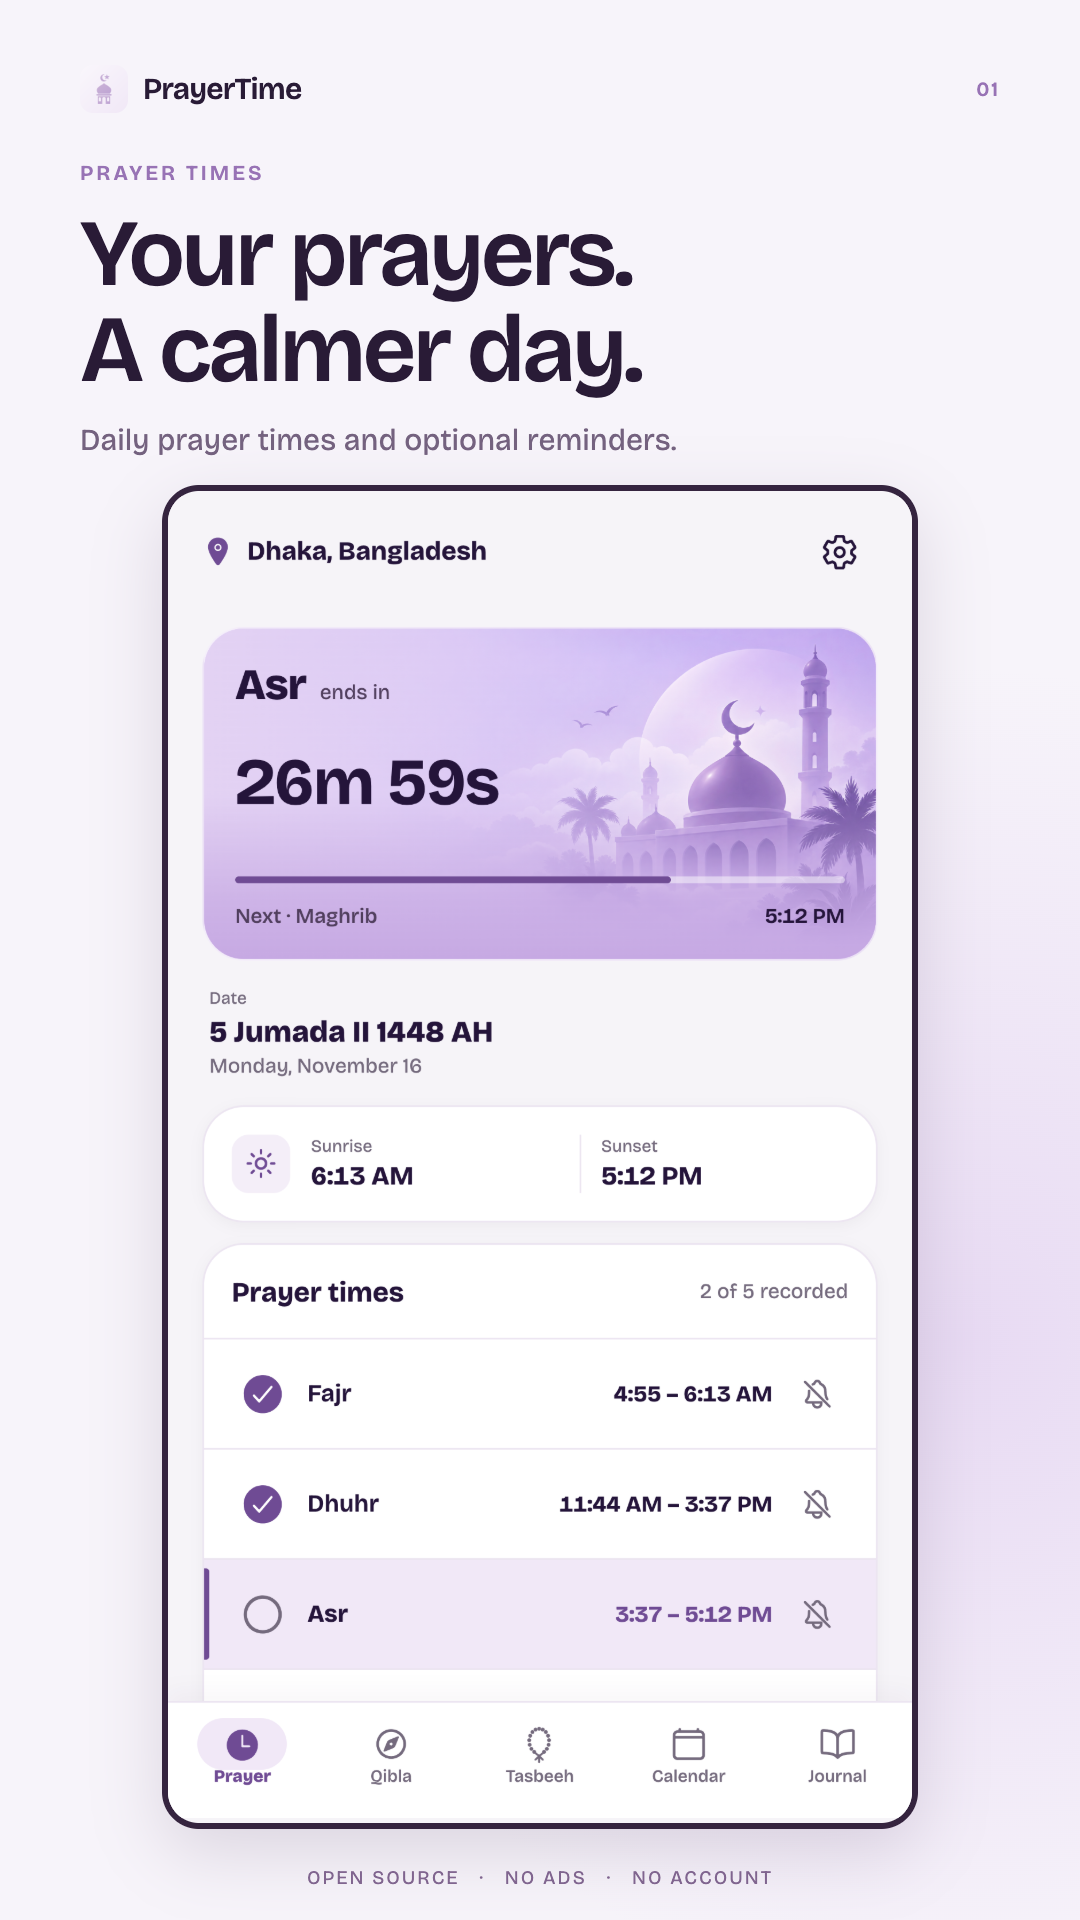 PrayerTime
01
PRAYER TIMES
Your prayers.
A calmer day.
Daily prayer times and optional reminders.
Dhaka, Bangladesh
Asr ends in
26m 59s
Next · Maghrib 5:12 PM
Date
5 Jumada II 1448 AH
Monday, November 16
Sunrise Sunset
6:13 AM 5:12 PM
Prayer times 2 of 5 recorded
Fajr 4:55 – 6:13 AM
Dhuhr 11:44 AM – 3:37 PM
Asr 3:37 – 5:12 PM
Prayer Qibla Tasbeeh Calendar Journal
OPEN SOURCE · NO ADS · NO ACCOUNT